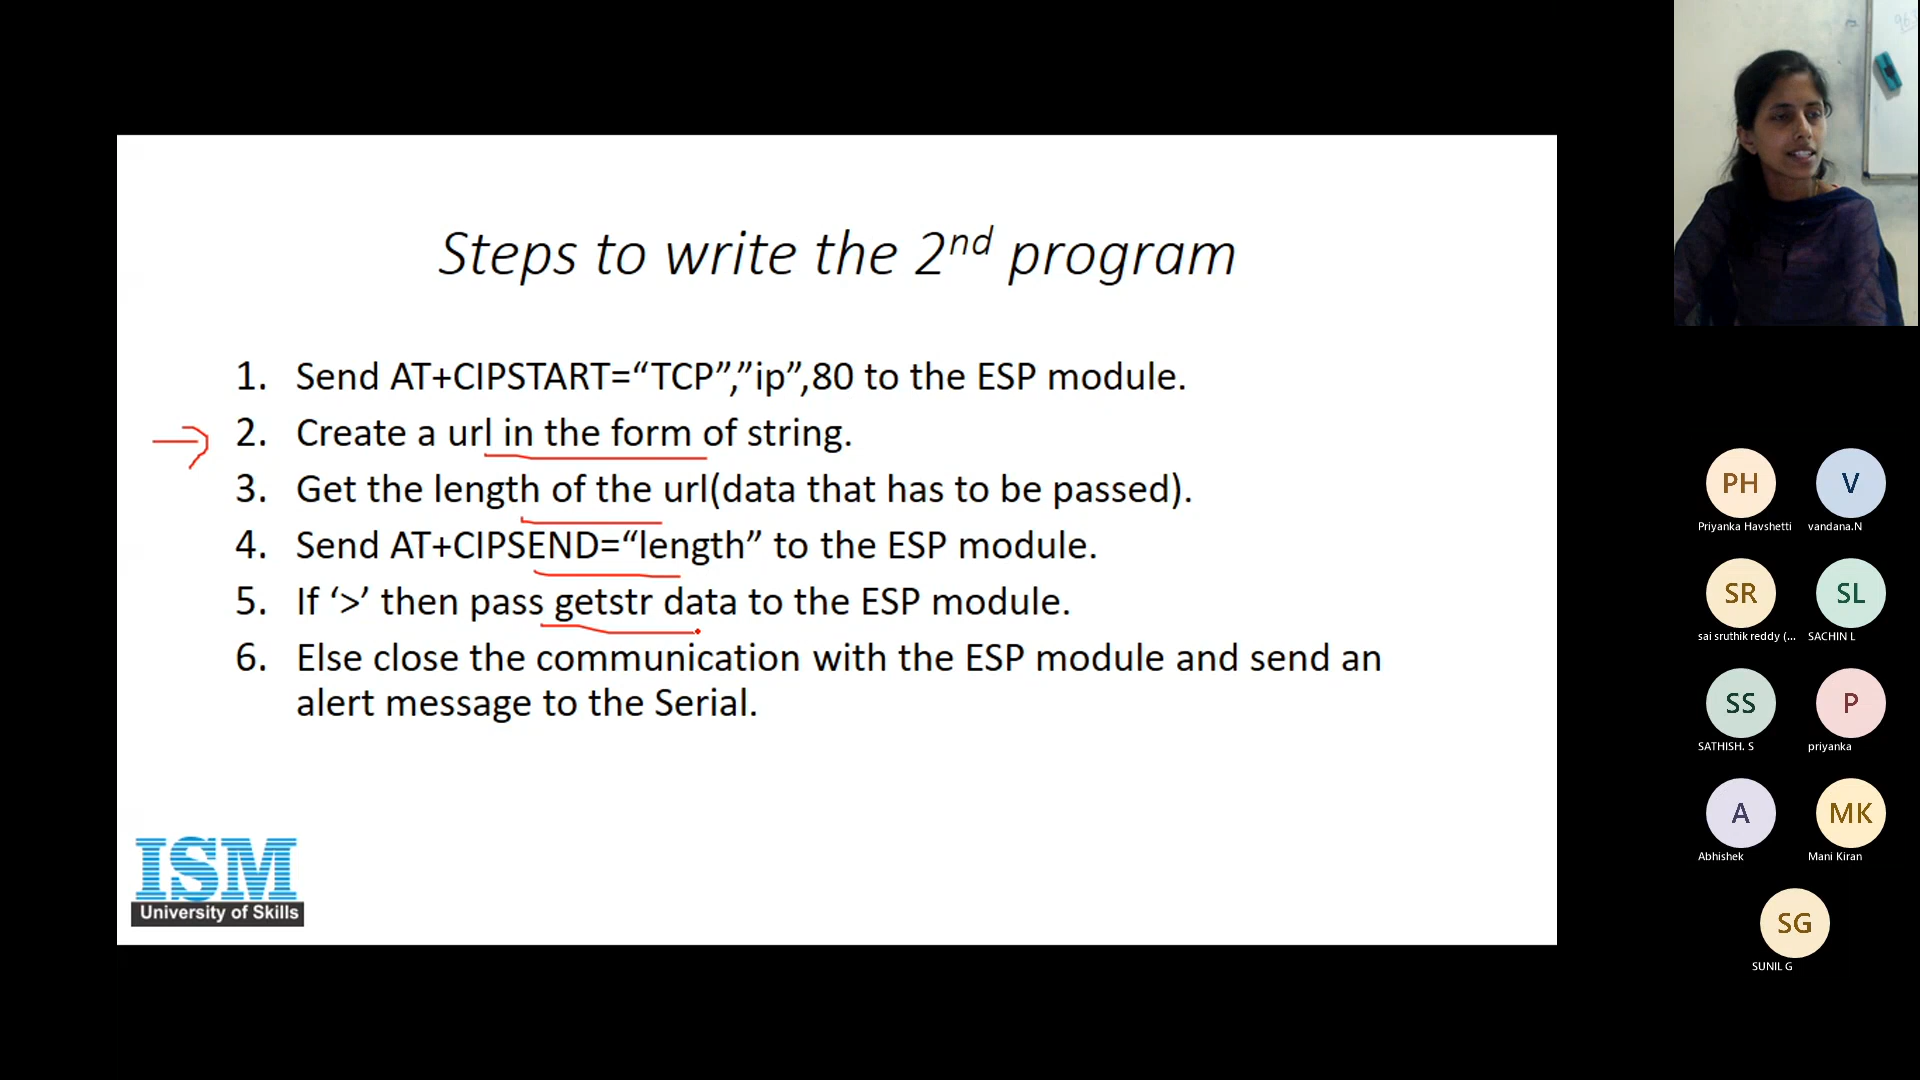 Steps to write the 2nd program
1. Send AT+CIPSTART=“TCP”,”ip”,80 to the ESP module.
2. Create a url in the form of string.
3. Get the length of the url(data that has to be passed).
4. Send AT+CIPSEND=“length” to the ESP module.
5. If ‘>’ then pass getstr data to the ESP module.
6. Else close the communication with the ESP module and send an
alert message to the Serial.
ISM
University of Skills
PH
Priyanka Havshetti
V
vandana.N
SR
sai sruthik reddy (...
SL
SACHIN L
SS
SATHISH. S
P
priyanka
A
Abhishek
MK
Mani Kiran
SG
SUNIL G